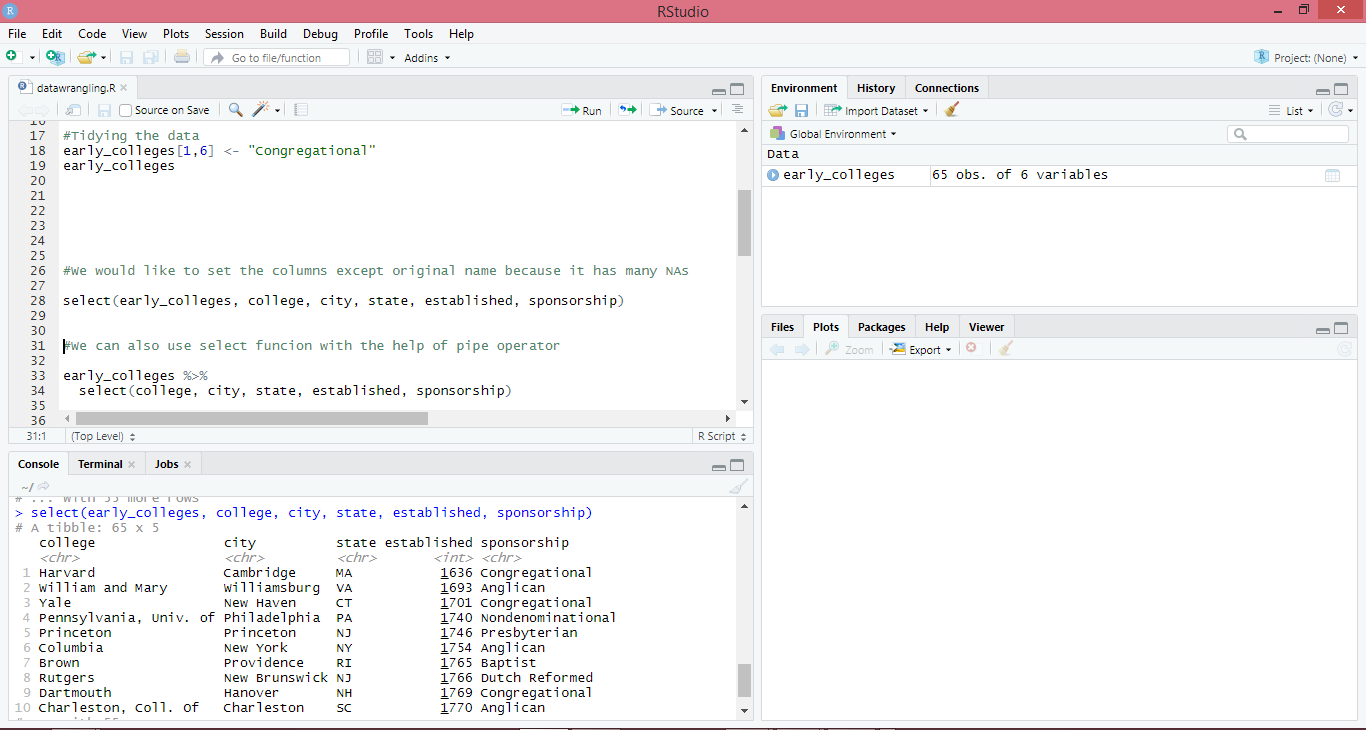 RStudio
File Edit Code View Plots Session Build Debug Profile Tools Help
Go to file/function Addins Project: (None)
datawrangling.R
Source on Save Run Source
16
17 #Tidying the data
18 early_colleges[1,6] <- "Congregational"
19 early_colleges
20
21
22
23
24
25
26 #We would like to set the columns except original name because it has many NAs
27
28 select(early_colleges, college, city, state, established, sponsorship)
29
30
31 #We can also use select funcion with the help of pipe operator
32
33 early_colleges %>%
34 select(college, city, state, established, sponsorship)
35
36
31:1 (Top Level) R Script
Console Terminal Jobs
~/
# ... with 55 more rows
> select(early_colleges, college, city, state, established, sponsorship)
# A tibble: 65 x 5
college city state established sponsorship
<chr> <chr> <chr> <int> <chr>
1 Harvard Cambridge MA 1636 Congregational
2 William and Mary Williamsburg VA 1693 Anglican
3 Yale New Haven CT 1701 Congregational
4 Pennsylvania, Univ. of Philadelphia PA 1740 Nondenominational
5 Princeton Princeton NJ 1746 Presbyterian
6 Columbia New York NY 1754 Anglican
7 Brown Providence RI 1765 Baptist
8 Rutgers New Brunswick NJ 1766 Dutch Reformed
9 Dartmouth Hanover NH 1769 Congregational
10 Charleston, Coll. Of Charleston SC 1770 Anglican
Environment History Connections
Import Dataset List
Global Environment
Data
early_colleges 65 obs. of 6 variables
Files Plots Packages Help Viewer
Zoom Export